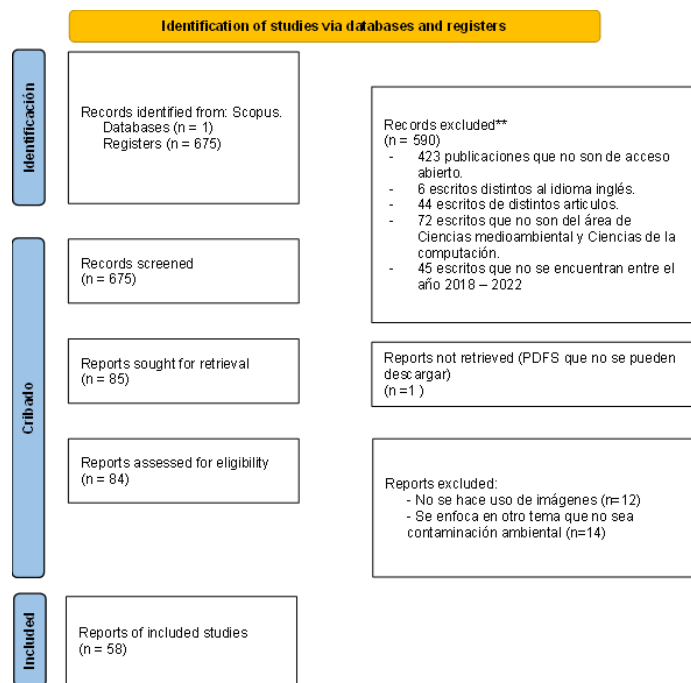 Identification of studies via databases and registers
Identificación
Records identified from: Scopus.
Databases (n = 1)
Registers (n = 675)
Records excluded**
(n = 590)
- 423 publicaciones que no son de acceso
abierto.
- 6 escritos distintos al idioma inglés.
- 44 escritos de distintos articulos.
- 72 escritos que no son del área de
Ciencias medioambiental y Ciencias de la
computación.
- 45 escritos que no se encuentran entre el
año 2018 – 2022
Cribado
Records screened
(n = 675)
Reports sought for retrieval
(n = 85)
Reports not retrieved (PDFS que no se pueden
descargar)
(n =1 )
Reports assessed for eligibility
(n = 84)
Reports excluded:
- No se hace uso de imágenes (n=12)
- Se enfoca en otro tema que no sea
contaminación ambiental (n=14)
Included
Reports of included studies
(n = 58)